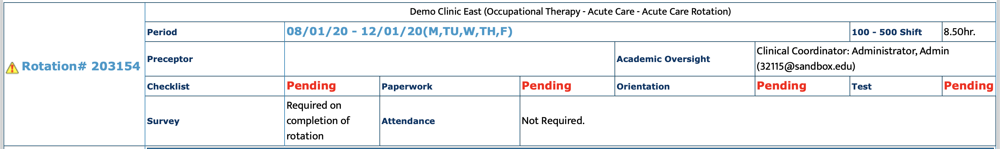 Demo Clinic East (Occupational Therapy - Acute Care - Acute Care Rotation)
Rotation# 203154
Period 08/01/20 - 12/01/20(M,TU,W,TH,F) 100 - 500 Shift 8.50hr.
Preceptor Academic Oversight Clinical Coordinator: Administrator, Admin
(32115@sandbox.edu)
Checklist Pending Paperwork Pending Orientation Pending Test Pending
Survey Required on
completion of
rotation
Attendance Not Required.